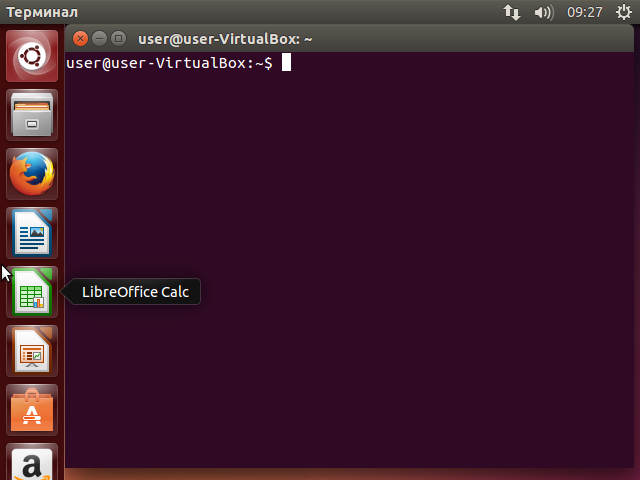 Терминал
09:27
user@user-VirtualBox: ~
user@user-VirtualBox:~$
LibreOffice Calc
a